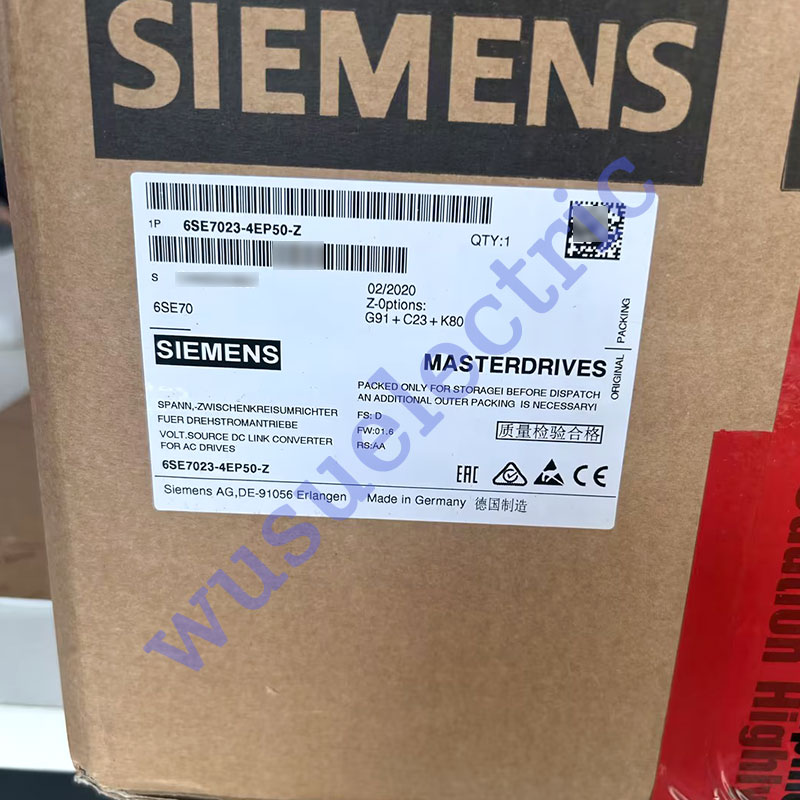 SIEMENS
1P 6SE7023-4EP50-Z
QTY:1
S
02/2020
6SE70
Z-Options:
G91+C23+K80
SIEMENS
MASTERDRIVES
ORIGINAL PACKING
PACKED ONLY FOR STORAGEI BEFORE DISPATCH
AN ADDITIONAL OUTER PACKING IS NECESSARYI
SPANN,-ZWISCHENKREISUMRICHTER
FUER DREHSTROMANTRIEBE
FS: D
FW:01.6
RS:AA
质量检验合格
VOLT.SOURCE DC LINK CONVERTER
FOR AC DRIVES
6SE7023-4EP50-Z
EAC
CE
Siemens AG,DE-91056 Erlangen
Made in Germany 德国制造
wusuelectric